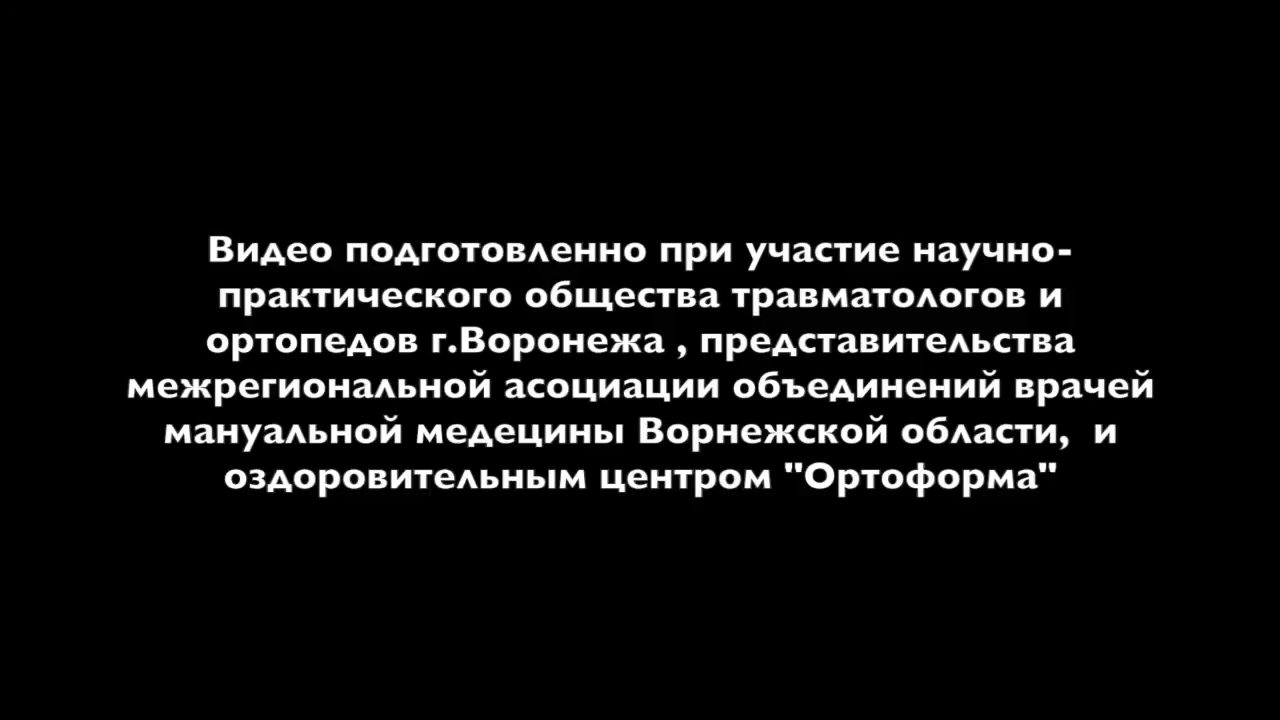 Видео подготовленно при участие научно-
практического общества травматологов и
ортопедов г.Воронежа , представительства
межрегиональной асоциации объединений врачей
мануальной медецины Ворнежской области,  и
оздоровительным центром "Ортоформа"